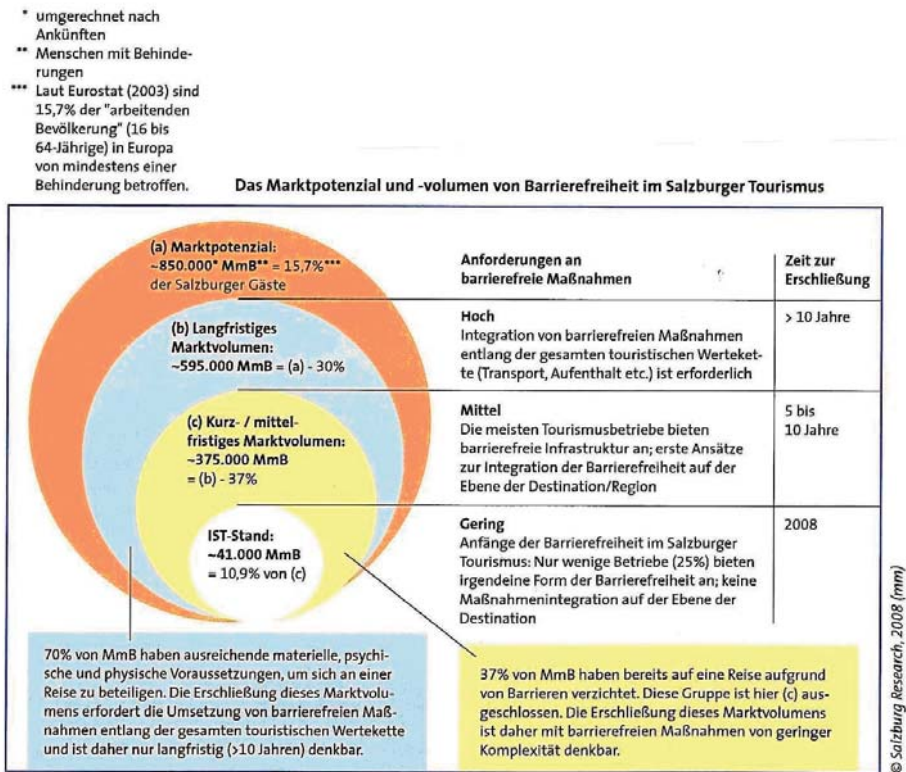 * umgerechnet nach
Ankünften
** Menschen mit Behinde-
rungen
*** Laut Eurostat (2003) sind
15,7% der "arbeitenden
Bevölkerung" (16 bis
64-Jährige) in Europa
von mindestens einer
Behinderung betroffen.
Das Marktpotenzial und -volumen von Barrierefreiheit im Salzburger Tourismus
(a) Marktpotenzial:
~850.000* MmB** = 15,7%***
der Salzburger Gäste
(b) Langfristiges
Marktvolumen:
~595.000 MmB = (a) - 30%
(c) Kurz- / mittel-
fristiges Marktvolumen:
~375.000 MmB
= (b) - 37%
IST-Stand:
~41.000 MmB
= 10,9% von (c)
Anforderungen an
barrierefreie Maßnahmen
Zeit zur
Erschließung
Hoch
Integration von barrierefreien Maßnahmen
entlang der gesamten touristischen Werteket-
te (Transport, Aufenthalt etc.) ist erforderlich
> 10 Jahre
Mittel
Die meisten Tourismusbetriebe bieten
barrierefreie Infrastruktur an; erste Ansätze
zur Integration der Barrierefreiheit auf der
Ebene der Destination/Region
5 bis
10 Jahre
Gering
Anfänge der Barrierefreiheit im Salzburger
Tourismus: Nur wenige Betriebe (25%) bieten
irgendeine Form der Barrierefreiheit an; keine
Maßnahmenintegration auf der Ebene der
Destination
2008
70% von MmB haben ausreichende materielle, psychi-
sche und physische Voraussetzungen, um sich an einer
Reise zu beteiligen. Die Erschließung dieses Marktvolu-
mens erfordert die Umsetzung von barrierefreien Maß-
nahmen entlang der gesamten touristischen Wertekette
und ist daher nur langfristig (>10 Jahren) denkbar.
37% von MmB haben bereits auf eine Reise aufgrund
von Barrieren verzichtet. Diese Gruppe ist hier (c) aus-
geschlossen. Die Erschließung dieses Marktvolumens
ist daher mit barrierefreien Maßnahmen von geringer
Komplexität denkbar.
© Salzburg Research, 2008 (mm)